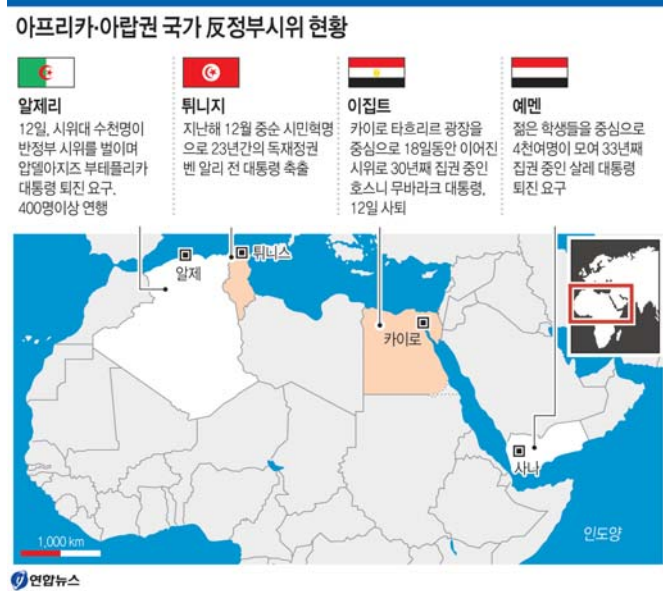 아프리카·아랍권 국가 反정부시위 현황
알제리
12일, 시위대 수천명이
반정부 시위를 벌이며
압델아지즈 부테플리카
대통령 퇴진 요구.
400명이상 연행
튀니지
지난해 12월 중순 시민혁명
으로 23년간의 독재정권
벤 알리 전 대통령 축출
이집트
카이로 타흐리르 광장을
중심으로 18일동안 이어진
시위로 30년째 집권 중인
호스니 무바라크 대통령,
12일 사퇴
예멘
젊은 학생들을 중심으로
4천여명이 모여 33년째
집권 중인 살레 대통령
퇴진 요구
알제
튀니스
카이로
사나
인도양
1,000 km
연합뉴스